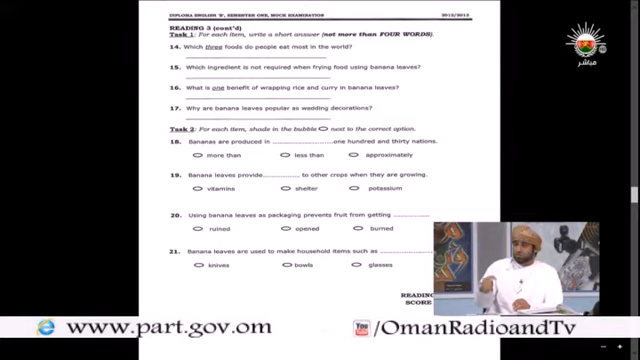 DIPLOMA ENGLISH 'B', SEMESTER ONE, MOCK EXAMINATION 2012/2013
READING 3 (cont'd)
Task 1: For each item, write a short answer (not more than FOUR WORDS).
14. Which three foods do people eat most in the world?
15. Which ingredient is not required when frying food using banana leaves?
16. What is one benefit of wrapping rice and curry in banana leaves?
17. Why are banana leaves popular as wedding decorations?
Task 2: For each item, shade in the bubble next to the correct option.
18. Bananas are produced in ........................one hundred and thirty nations.
more than less than approximately
19. Banana leaves provide............... to other crops when they are growing.
vitamins shelter potassium
20. Using banana leaves as packaging prevents fruit from getting ...............
ruined opened burned
21. Banana leaves are used to make household items such as ...............
knives bowls glasses
READING
SCORE
مباشر
www.part.gov.om
You Tube /OmanRadioandTv